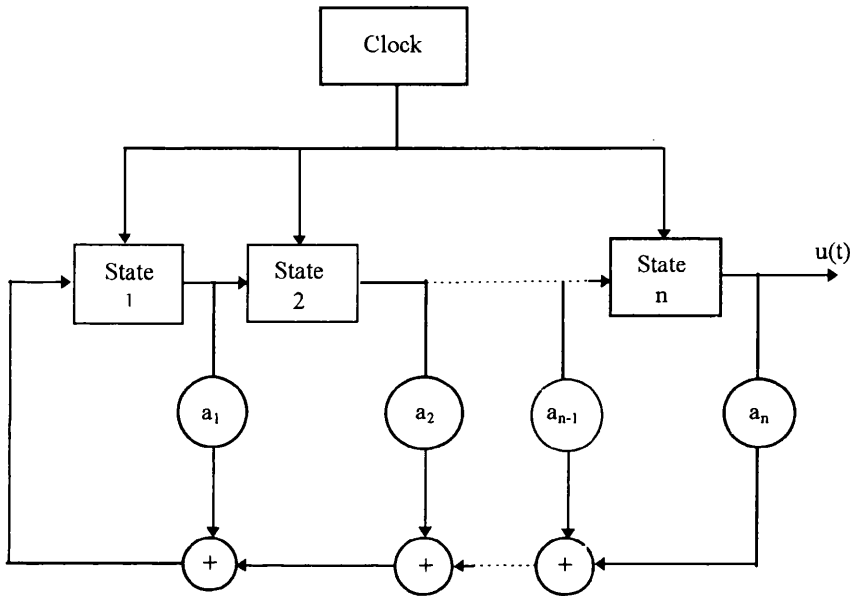 Clock
State
1
State
2
State
n
u(t)
a₁
a₂
aₙ₋₁
aₙ
+
+
+